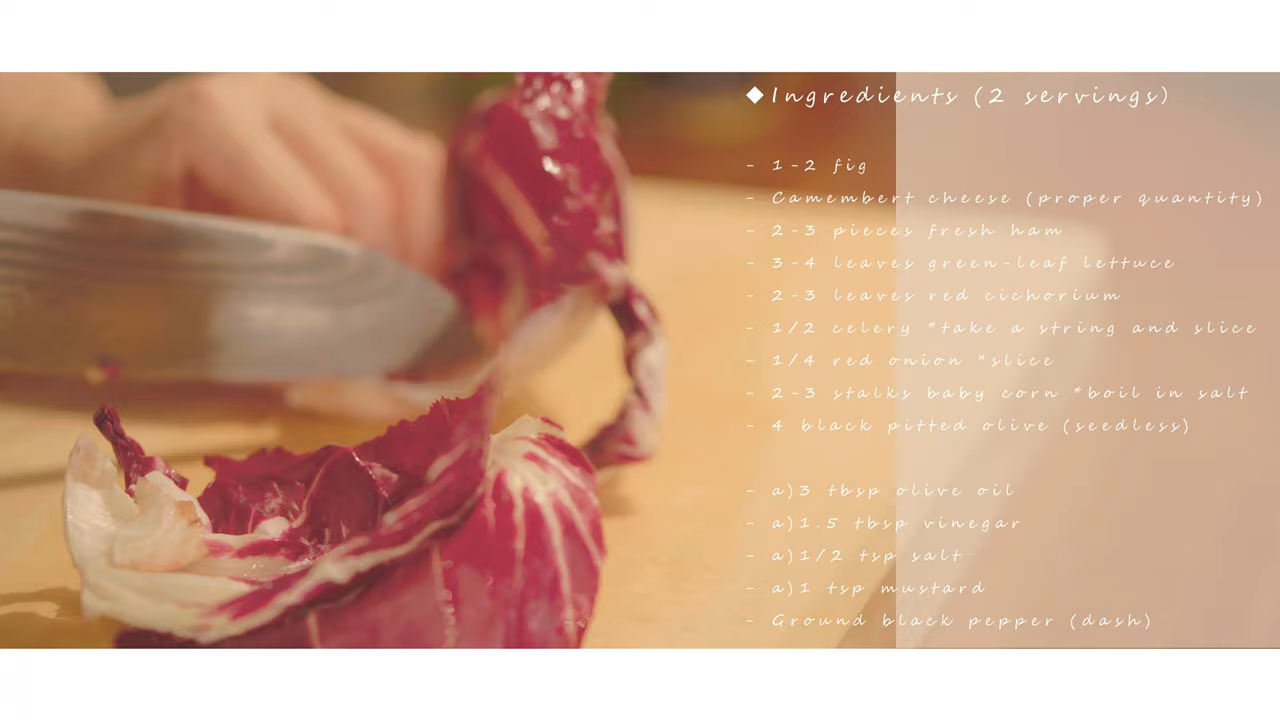 ◆Ingredients (2 servings)
- 1-2 fig
- Camembert cheese (proper quantity)
- 2-3 pieces fresh ham
- 3-4 leaves green-leaf lettuce
- 2-3 leaves red cichorium
- 1/2 celery *take a string and slice
- 1/4 red onion *slice
- 2-3 stalks baby corn *boil in salt
- 4 black pitted olive (seedless)
- a)3 tbsp olive oil
- a)1.5 tbsp vinegar
- a)1/2 tsp salt
- a)1 tsp mustard
- Ground black pepper (dash)